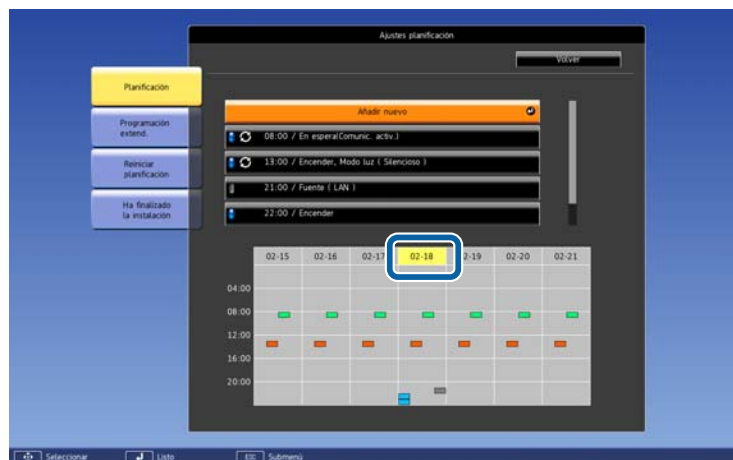 Ajustes planificación
Volver
Planificación
Programación
extend.
Reiniciar
planificación
Ha finalizado
la instalación
Añadir nuevo
08:00 / En espera(Comunic. activ.)
13:00 / Encender, Modo luz ( Silencioso )
21:00 / Fuente ( LAN )
22:00 / Encender
02-15 02-16 02-17 02-18 2-19 02-20 02-21
04:00
08:00
12:00
16:00
20:00
Seleccionar Listo Esc Submenú